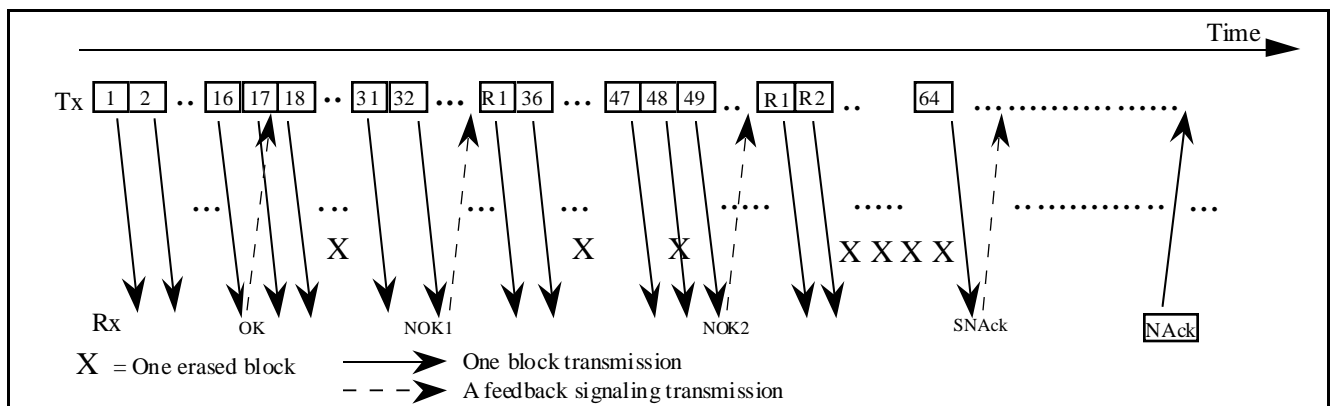 Time
Tx 1 2 .. 16 17 18 .. 31 32 ... R1 36 ... 47 48 49 .. R1 R2 .. 64 ......................
... ... ... ... ..... ..... ................ ...
X X X X X X X
Rx OK NOK1 NOK2 SNAck NAck
X = One erased block One block transmission
A feedback signaling transmission